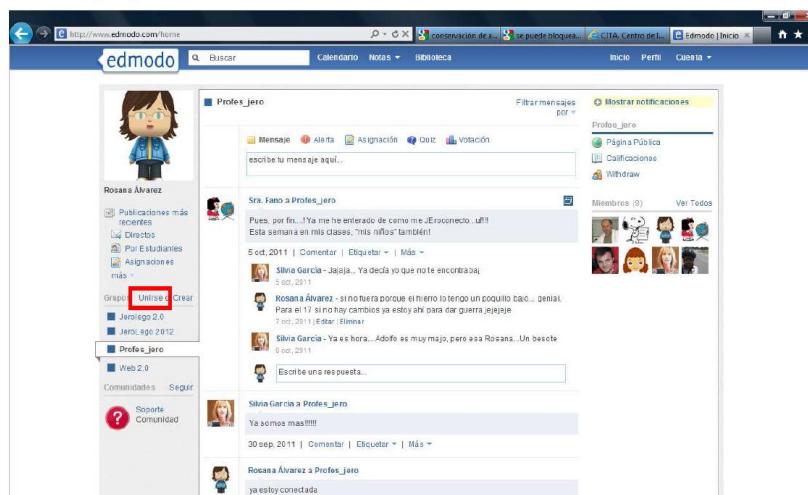 http://www.edmodo.com/home
conservación de a...
se puede bloquea...
CITA. Centro de I...
Edmodo | Inicio
edmodo
Buscar
Calendario Notas Biblioteca
Inicio Perfil Cuenta
Rosana Álvarez
Publicaciones más
recientes
Directos
Por Estudiantes
Asignaciones
más
Grupos Unirse o Crear
Jerolego 2.0
JeroLego 2012
Profes_jero
Web 2.0
Comunidades Seguir
Soporte
Comunidad
Profes_jero
Filtrar mensajes
por
Mensaje Alerta Asignación Quiz Votación
escribe tu mensaje aquí...
Sra. Fano a Profes_jero
Pues, por fin....! Ya me he enterado de como me JEroconecto...uf!!!
Esta semana en mis clases, "mis niños" también!
5 oct, 2011 | Comentar | Etiquetar | Más
Silvia Garcia - Jajaja... Ya decía yo que no te encontraba¡
5 oct, 2011
Rosana Álvarez - si no fuera porque el hierro lo tengo un poquillo bajo... genial.
Para el 17 si no hay cambios ya estoy ahí para dar guerra jejejeje
7 oct, 2011 | Editar | Eliminar
Silvia Garcia - Ya es hora...Adolfo es muy majo, pero esa Rosana...Un besote
oct, 2011
Escribe una respuesta...
Silvia Garcia a Profes_jero
Ya somos mas!!!!!!
30 sep, 2011 | Comentar | Etiquetar | Más
Rosana Álvarez a Profes_jero
ya estoy conectada
Mostrar notificaciones
Profes_jero
Página Pública
Calificaciones
Withdraw
Miembros (9) Ver Todos